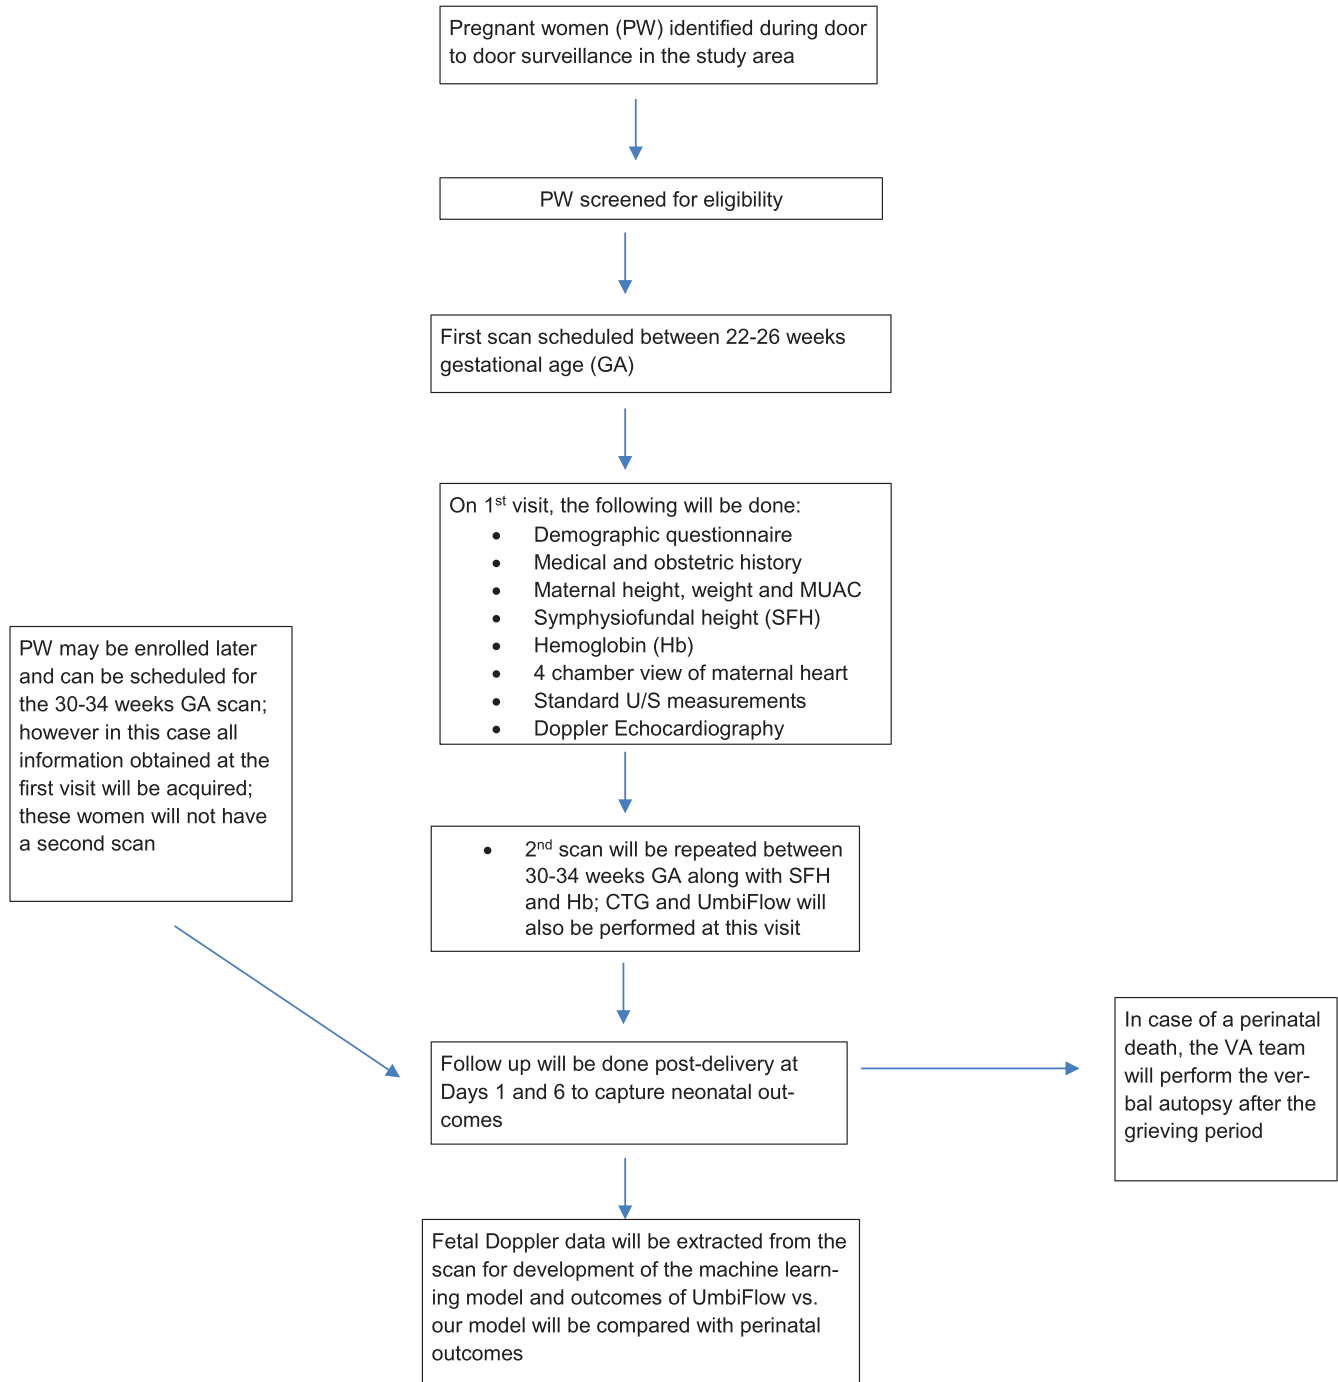 Pregnant women (PW) identified during door
to door surveillance in the study area
PW screened for eligibility
First scan scheduled between 22-26 weeks
gestational age (GA)
On 1st visit, the following will be done:
• Demographic questionnaire
• Medical and obstetric history
• Maternal height, weight and MUAC
• Symphysiofundal height (SFH)
• Hemoglobin (Hb)
• 4 chamber view of maternal heart
• Standard U/S measurements
• Doppler Echocardiography
PW may be enrolled later
and can be scheduled for
the 30-34 weeks GA scan;
however in this case all
information obtained at the
first visit will be acquired;
these women will not have
a second scan
• 2nd scan will be repeated between
30-34 weeks GA along with SFH
and Hb; CTG and UmbiFlow will
also be performed at this visit
Follow up will be done post-delivery at
Days 1 and 6 to capture neonatal out-
comes
In case of a perinatal
death, the VA team
will perform the ver-
bal autopsy after the
grieving period
Fetal Doppler data will be extracted from the
scan for development of the machine learn-
ing model and outcomes of UmbiFlow vs.
our model will be compared with perinatal
outcomes